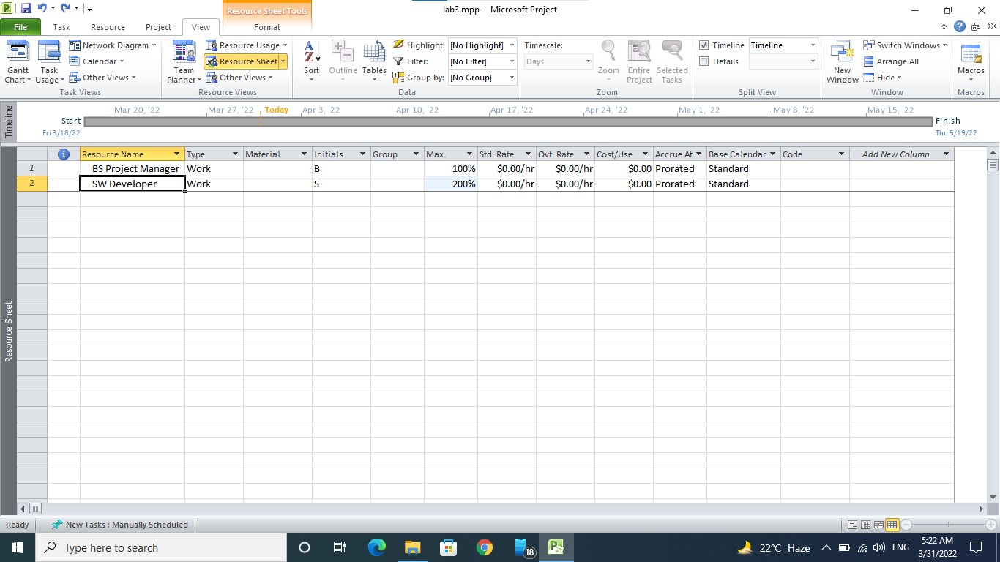 Resource Sheet Tools
lab3.mpp - Microsoft Project
File Task Resource Project View Format
Gantt Chart
Task Usage
Network Diagram
Calendar
Other Views
Task Views
Team Planner
Resource Usage
Resource Sheet
Other Views
Resource Views
Sort
Outline
Tables
Highlight: [No Highlight]
Filter: [No Filter]
Group by: [No Group]
Data
Timescale:
Days
Zoom
Entire Project
Selected Tasks
Zoom
Timeline Timeline
Details
Split View
New Window
Switch Windows
Arrange All
Hide
Window
Macros
Macros
Timeline
Mar 20, '22 Mar 27, '22 Today Apr 3, '22 Apr 10, '22 Apr 17, '22 Apr 24, '22 May 1, '22 May 8, '22 May 15, '22
Start Finish
Fri 3/18/22 Thu 5/19/22
Resource Sheet
Resource Name Type Material Initials Group Max. Std. Rate Ovt. Rate Cost/Use Accrue At Base Calendar Code Add New Column
1 BS Project Manager Work B 100% $0.00/hr $0.00/hr $0.00 Prorated Standard
2 SW Developer Work S 200% $0.00/hr $0.00/hr $0.00 Prorated Standard
Ready New Tasks : Manually Scheduled
Type here to search
18
22°C Haze ENG
5:22 AM
3/31/2022